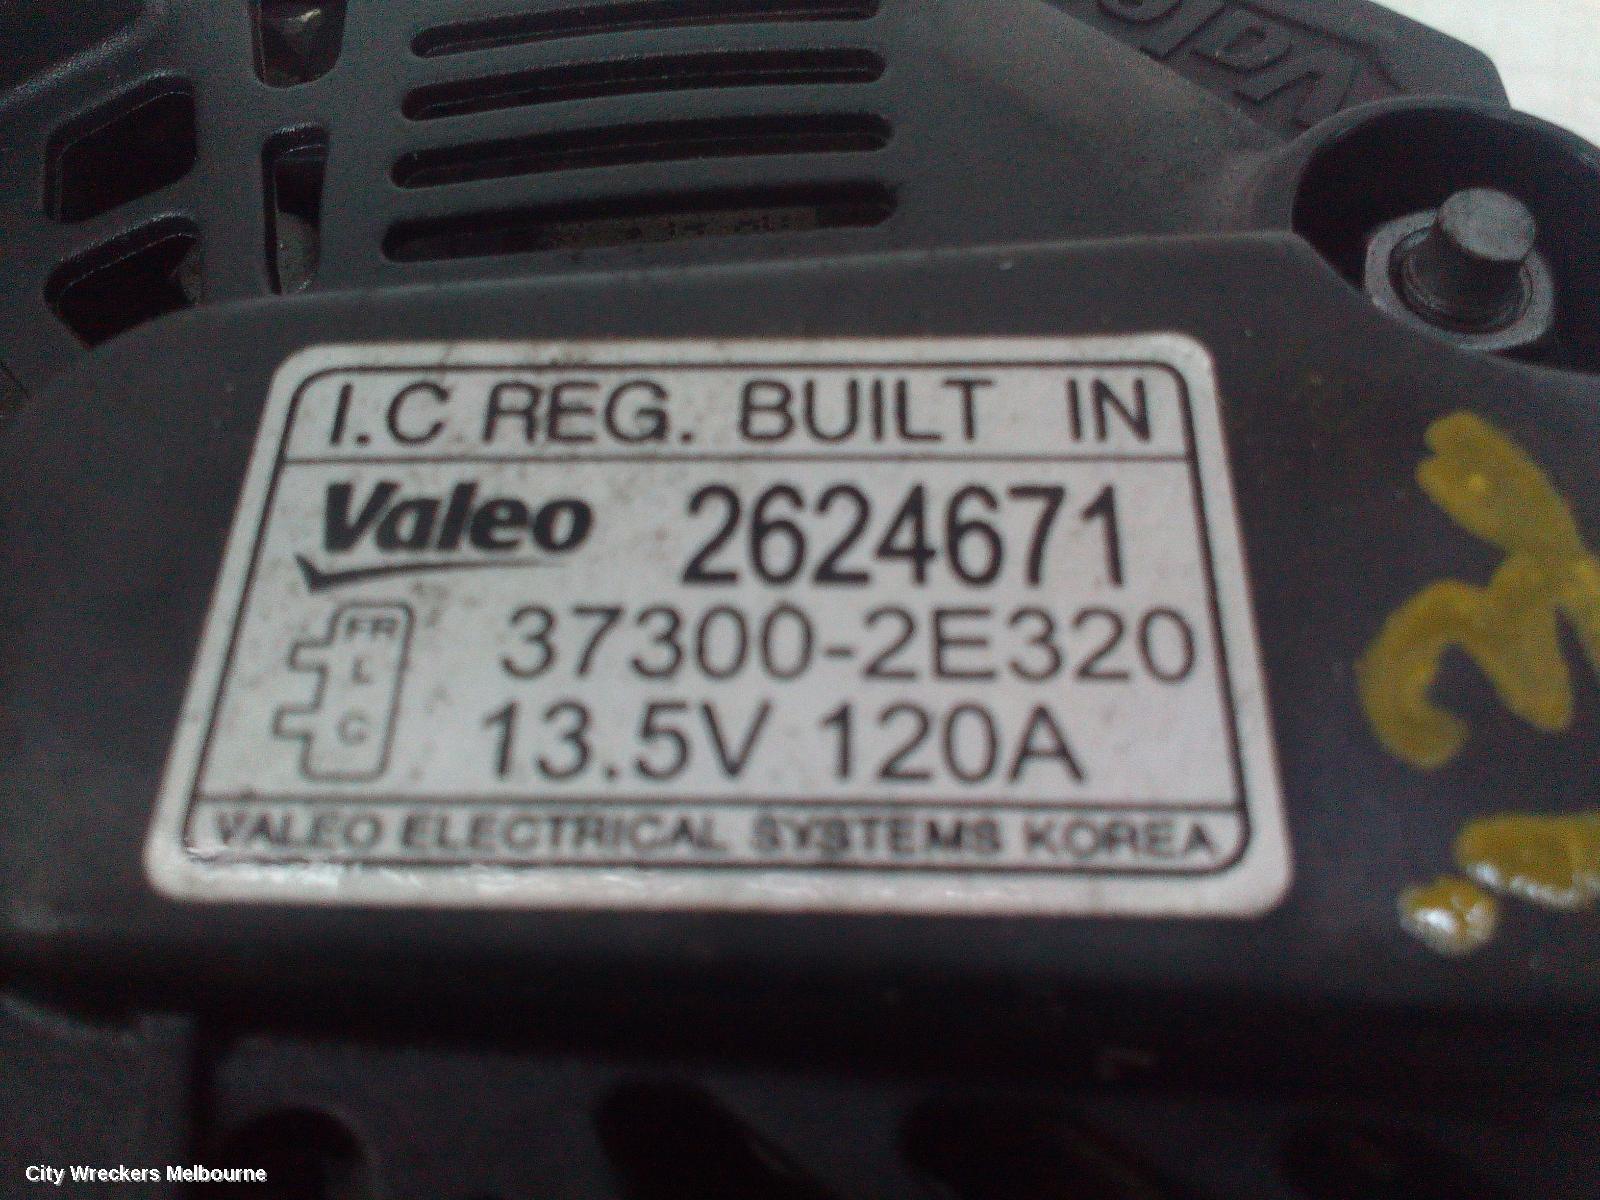 I.C REG. BUILT IN
Valeo 2624671
FR
L
G
37300-2E320
13.5V 120A
VALEO ELECTRICAL SYSTEMS KOREA
City Wreckers Melbourne